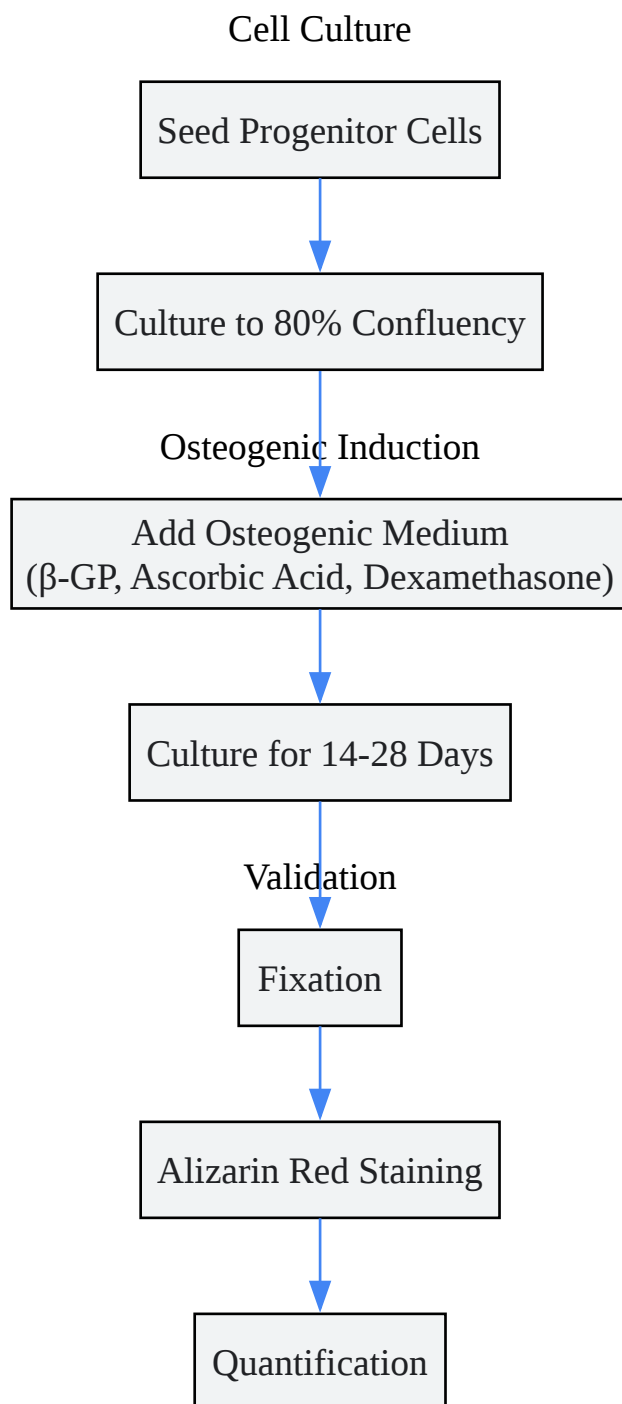 Cell Culture
Seed Progenitor Cells
Culture to 80% Confluency
Osteogenic Induction
Add Osteogenic Medium
(β-GP, Ascorbic Acid, Dexamethasone)
Culture for 14-28 Days
Validation
Fixation
Alizarin Red Staining
Quantification